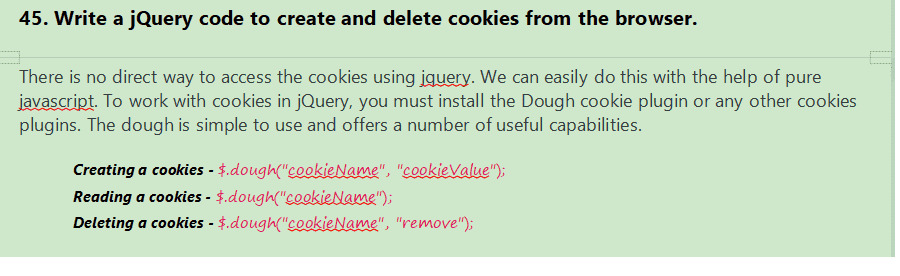 45. Write a jQuery code to create and delete cookies from the browser.
There is no direct way to access the cookies using jquery. We can easily do this with the help of pure
javascript. To work with cookies in jQuery, you must install the Dough cookie plugin or any other cookies
plugins. The dough is simple to use and offers a number of useful capabilities.
Creating a cookies - $.dough("cookieName", "cookieValue");
Reading a cookies - $.dough("cookieName");
Deleting a cookies - $.dough("cookieName", "remove");